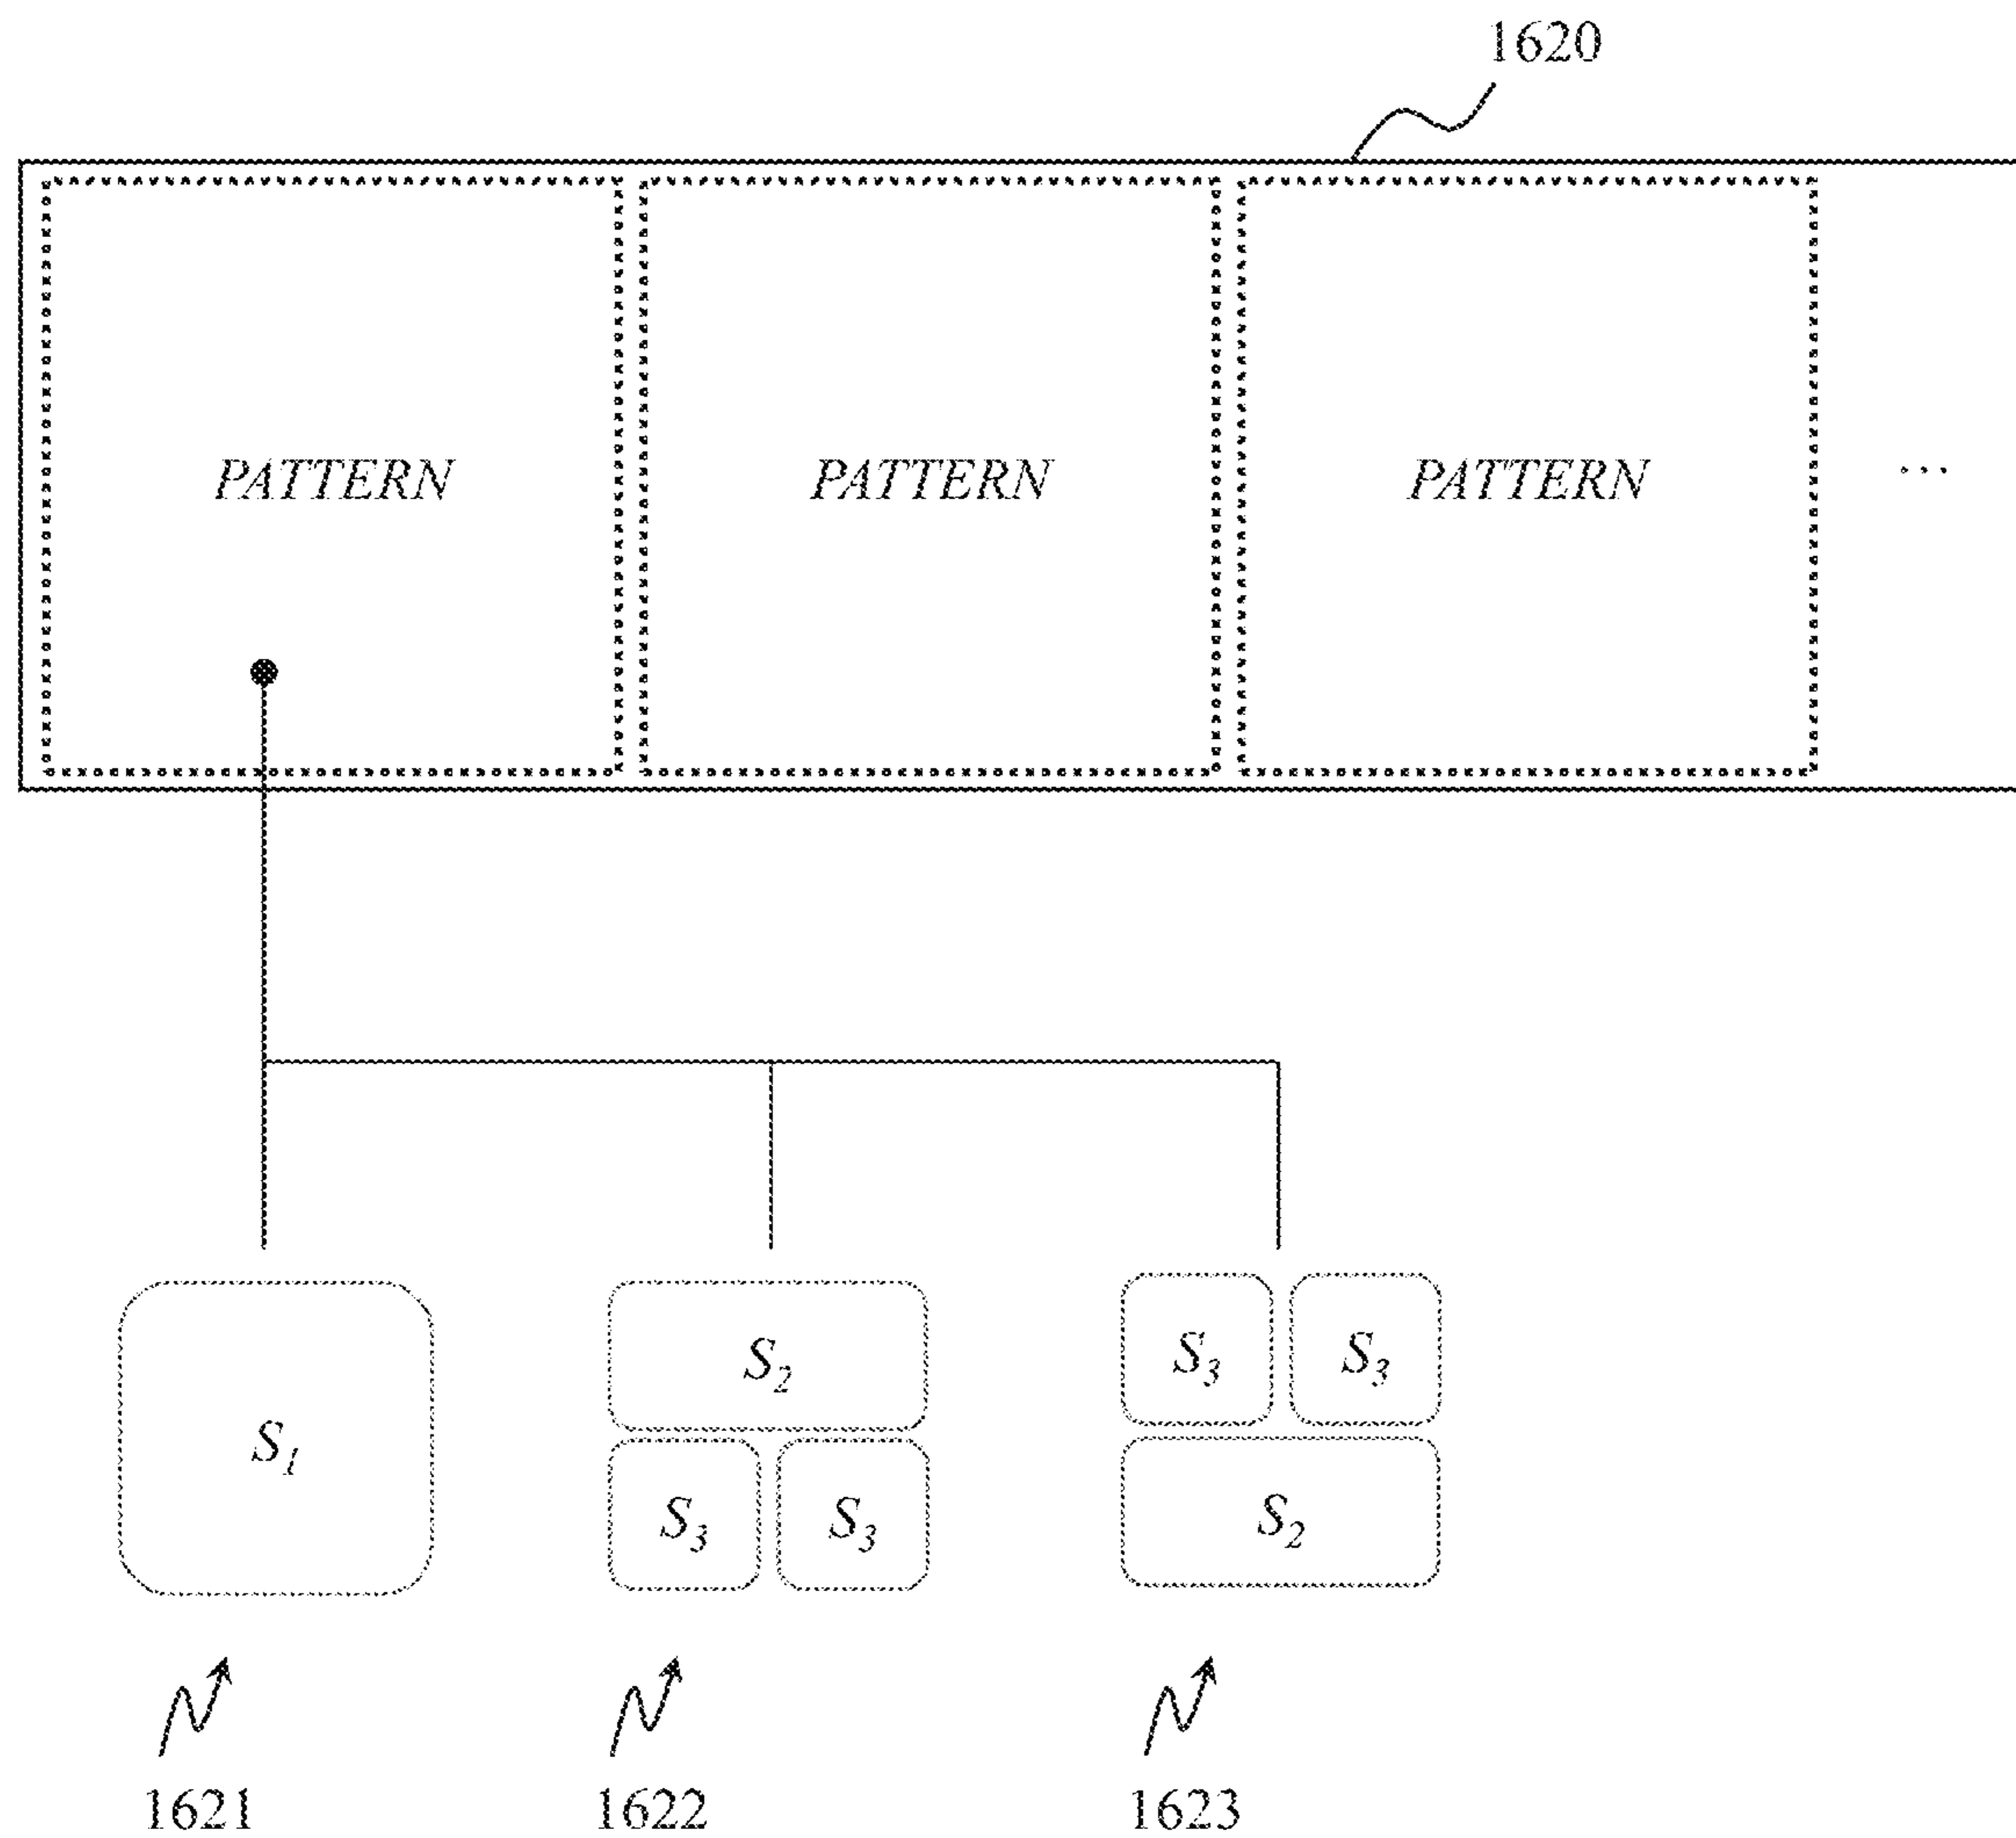 1620
PATTERN PATTERN PATTERN ...
S1
S2
S3 S3
S3 S3
S2
1621 1622 1623